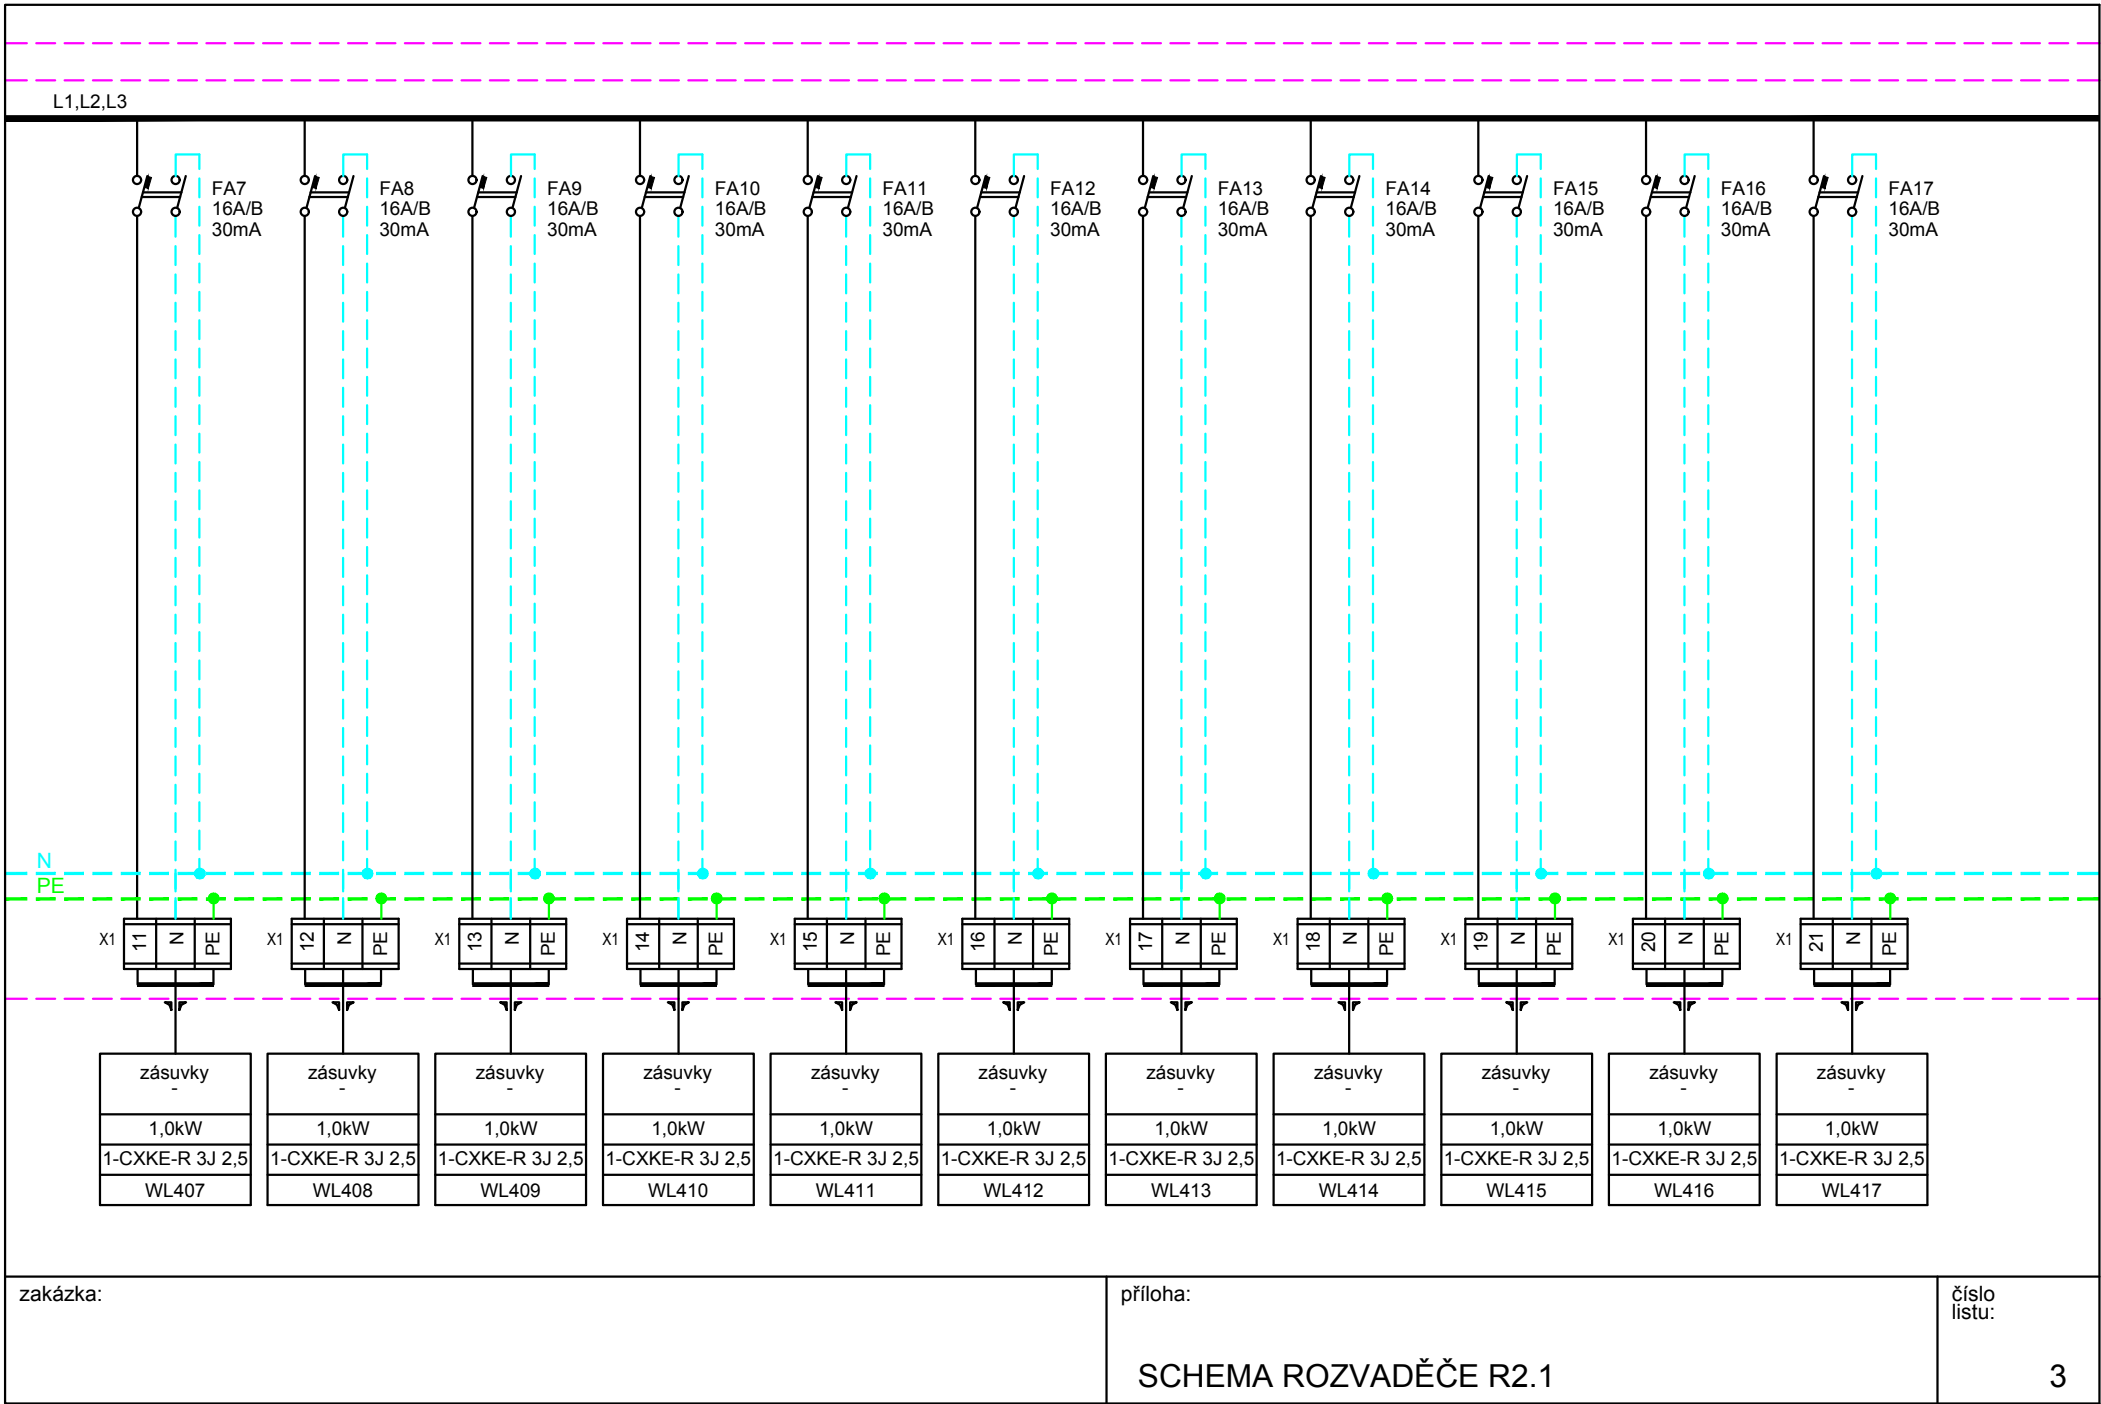 L1,L2,L3
FA7
16A/B
30mA
FA8
16A/B
30mA
FA9
16A/B
30mA
FA10
16A/B
30mA
FA11
16A/B
30mA
FA12
16A/B
30mA
FA13
16A/B
30mA
FA14
16A/B
30mA
FA15
16A/B
30mA
FA16
16A/B
30mA
FA17
16A/B
30mA
N
PE
X1 11 N PE
X1 12 N PE
X1 13 N PE
X1 14 N PE
X1 15 N PE
X1 16 N PE
X1 17 N PE
X1 18 N PE
X1 19 N PE
X1 20 N PE
X1 21 N PE
zásuvky
-
1,0kW
1-CXKE-R 3J 2,5
WL407
zásuvky
-
1,0kW
1-CXKE-R 3J 2,5
WL408
zásuvky
-
1,0kW
1-CXKE-R 3J 2,5
WL409
zásuvky
-
1,0kW
1-CXKE-R 3J 2,5
WL410
zásuvky
-
1,0kW
1-CXKE-R 3J 2,5
WL411
zásuvky
-
1,0kW
1-CXKE-R 3J 2,5
WL412
zásuvky
-
1,0kW
1-CXKE-R 3J 2,5
WL413
zásuvky
-
1,0kW
1-CXKE-R 3J 2,5
WL414
zásuvky
-
1,0kW
1-CXKE-R 3J 2,5
WL415
zásuvky
-
1,0kW
1-CXKE-R 3J 2,5
WL416
zásuvky
-
1,0kW
1-CXKE-R 3J 2,5
WL417
zakázka:
příloha:
SCHEMA ROZVADĚČE R2.1
číslo
listu:
3